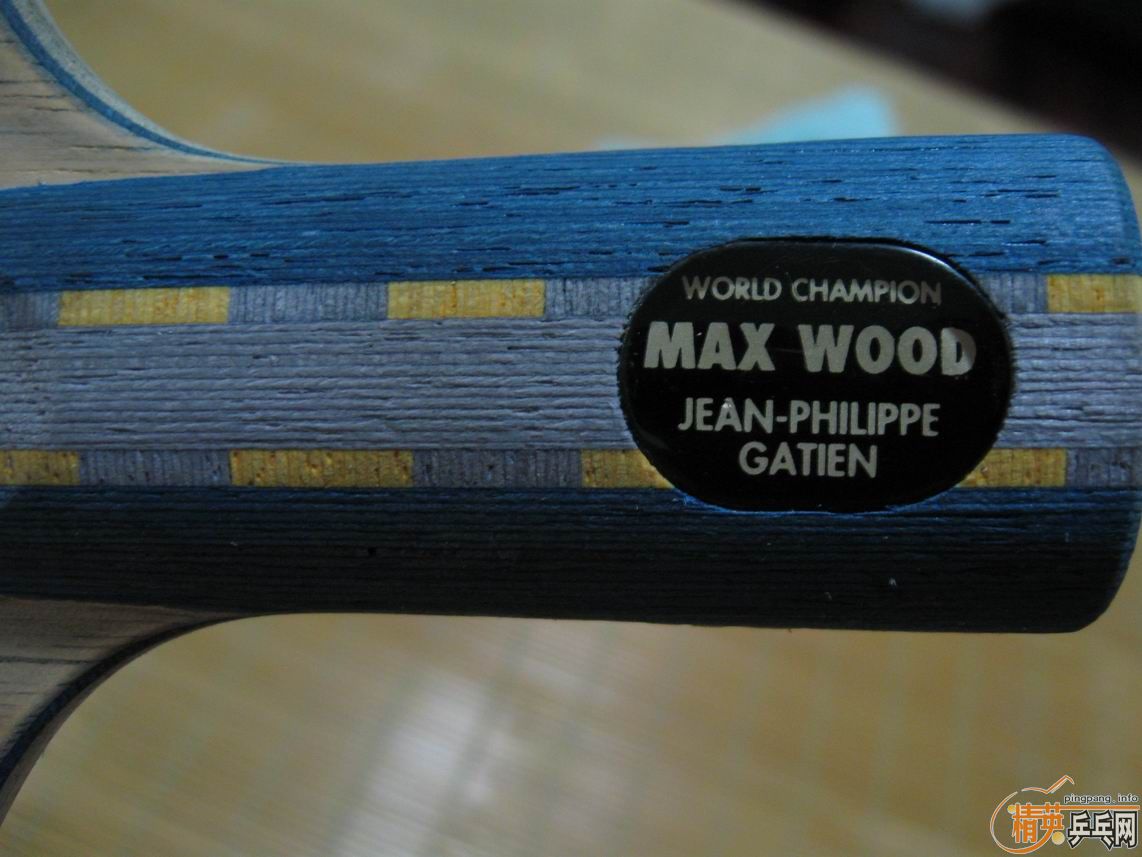 WORLD CHAMPION
MAX WOOD
JEAN-PHILIPPE
GATIEN
pingpang.info
精英乒乓网